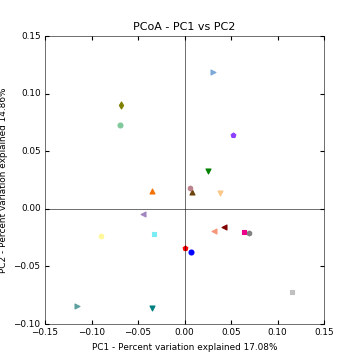 PCoA - PC1 vs PC2
0.15
0.10
0.05
0.00
−0.05
−0.10
PC2 - Percent variation explained 14.86%
−0.15 −0.10 −0.05 0.00 0.05 0.10 0.15
PC1 - Percent variation explained 17.08%